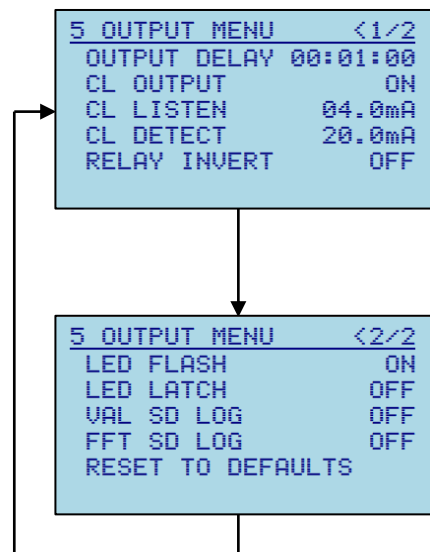 5 OUTPUT MENU <1/2
OUTPUT DELAY 00:01:00
CL OUTPUT ON
CL LISTEN 04.0mA
CL DETECT 20.0mA
RELAY INVERT OFF
5 OUTPUT MENU <2/2
LED FLASH ON
LED LATCH OFF
VAL SD LOG OFF
FFT SD LOG OFF
RESET TO DEFAULTS